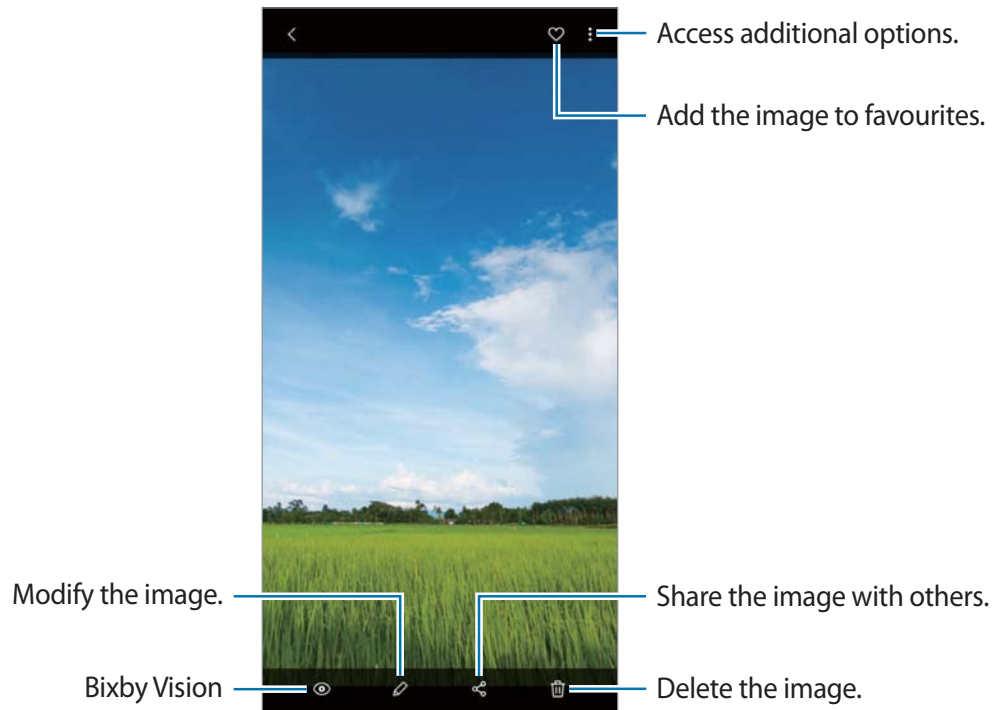 Access additional options.
Add the image to favourites.
Modify the image.
Share the image with others.
Bixby Vision
Delete the image.